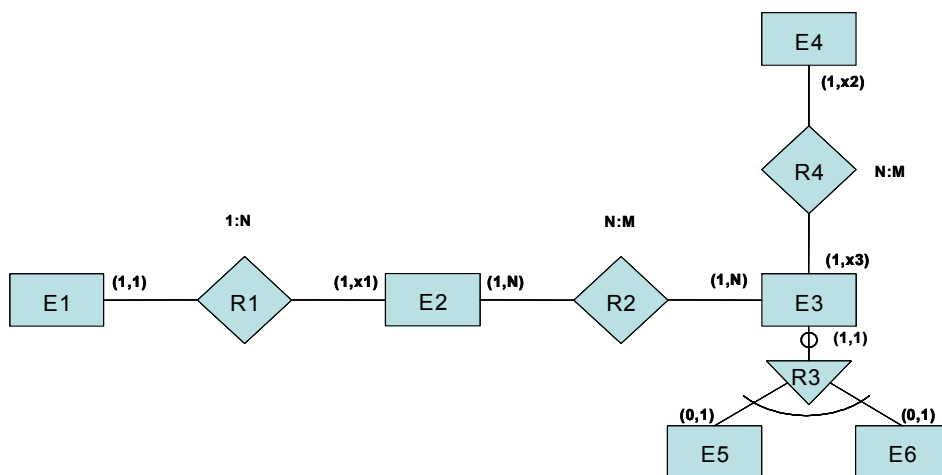 E4
(1,x2)
R4
N:M
1:N
N:M
(1,x3)
E1
(1,1)
R1
(1,x1)
E2
(1,N)
R2
(1,N)
E3
(1,1)
R3
(0,1)
(0,1)
E5
E6